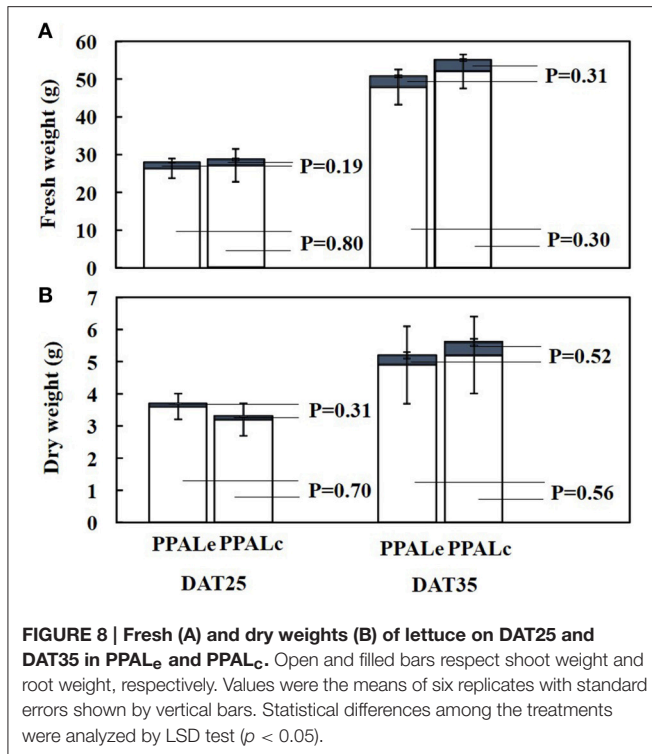 A
Fresh weight (g)
60
50
40
30
20
10
0
P=0.19
P=0.80
P=0.31
P=0.30
B
Dry weight (g)
7
6
5
4
3
2
1
0
P=0.31
P=0.70
P=0.52
P=0.56
PPALe PPALc PPALe PPALc
DAT25 DAT35
FIGURE 8 | Fresh (A) and dry weights (B) of lettuce on DAT25 and
DAT35 in PPALe and PPALc. Open and filled bars respect shoot weight and
root weight, respectively. Values were the means of six replicates with standard
errors shown by vertical bars. Statistical differences among the treatments
were analyzed by LSD test (p < 0.05).